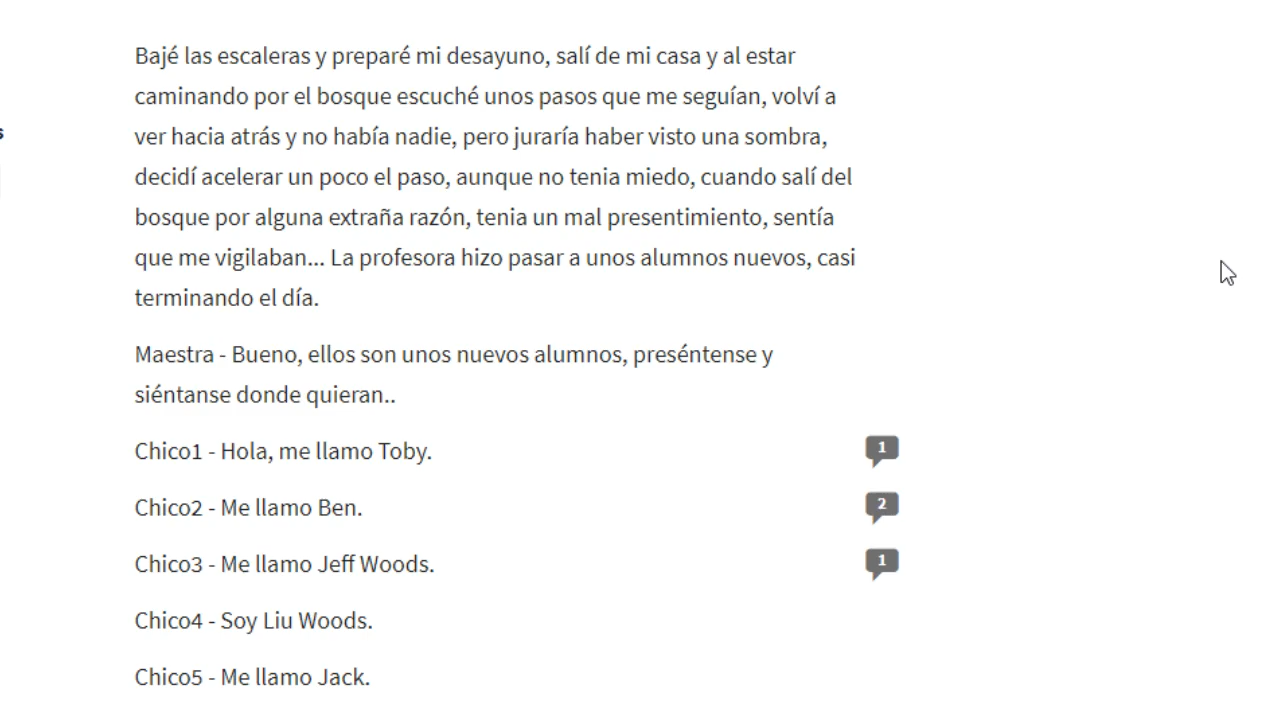 Bajé las escaleras y preparé mi desayuno, salí de mi casa y al estar
caminando por el bosque escuché unos pasos que me seguían, volví a
ver hacia atrás y no había nadie, pero juraría haber visto una sombra,
decidí acelerar un poco el paso, aunque no tenia miedo, cuando salí del
bosque por alguna extraña razón, tenia un mal presentimiento, sentía
que me vigilaban... La profesora hizo pasar a unos alumnos nuevos, casi
terminando el día.
Maestra - Bueno, ellos son unos nuevos alumnos, preséntense y
siéntanse donde quieran..
Chico1 - Hola, me llamo Toby.
1
Chico2 - Me llamo Ben.
2
Chico3 - Me llamo Jeff Woods.
1
Chico4 - Soy Liu Woods.
Chico5 - Me llamo Jack.